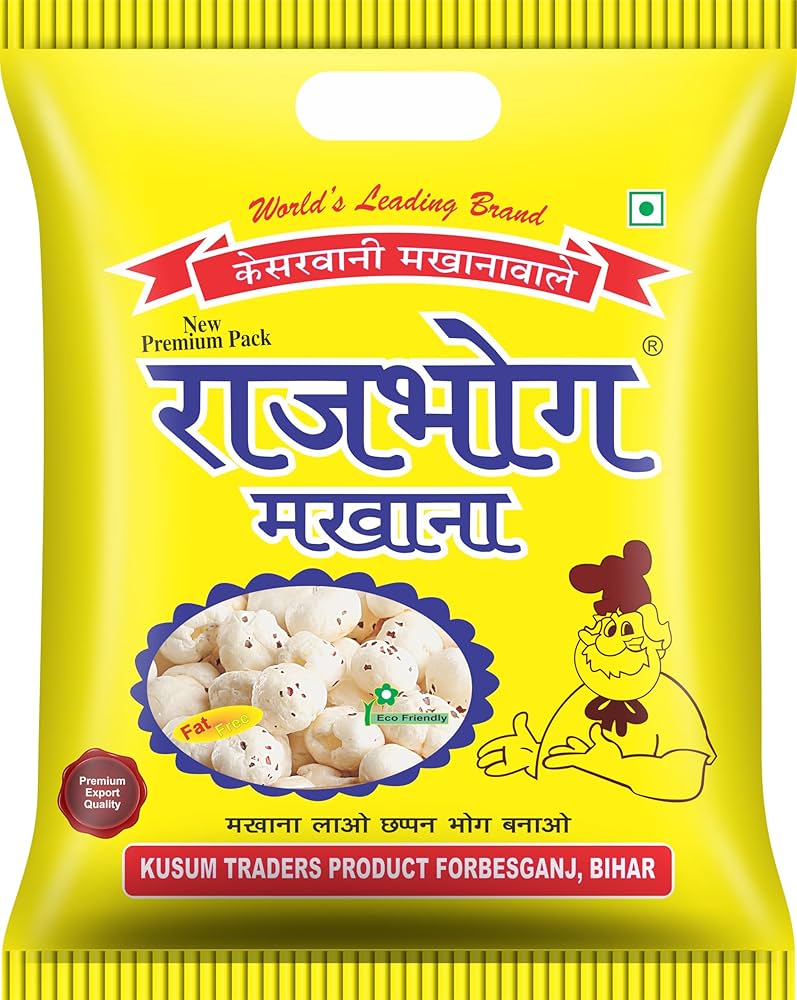 World's Leading Brand
केसरवानी मखानावाले
New
Premium Pack
राजभोग
®
मखाना
Fat Free
Eco Friendly
Premium
Export
Quality
मखाना लाओ छप्पन भोग बनाओ
KUSUM TRADERS PRODUCT FORBESGANJ, BIHAR